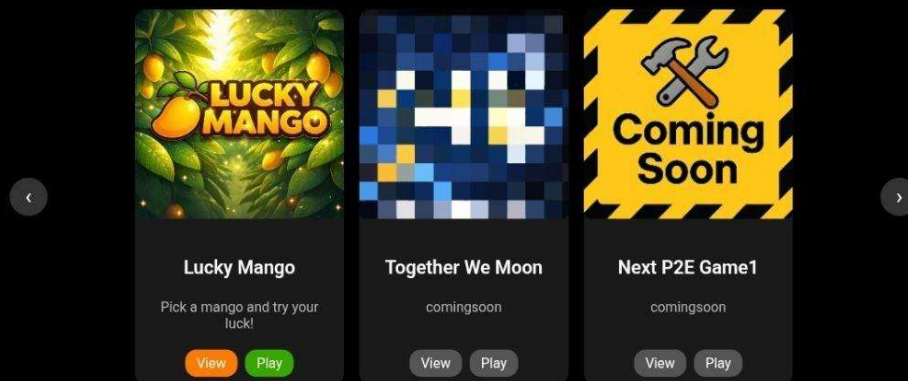 LUCKY
MANGO
Coming
Soon
Lucky Mango
Together We Moon
Next P2E Game1
Pick a mango and try your
luck!
comingsoon
comingsoon
View
Play
View
Play
View
Play